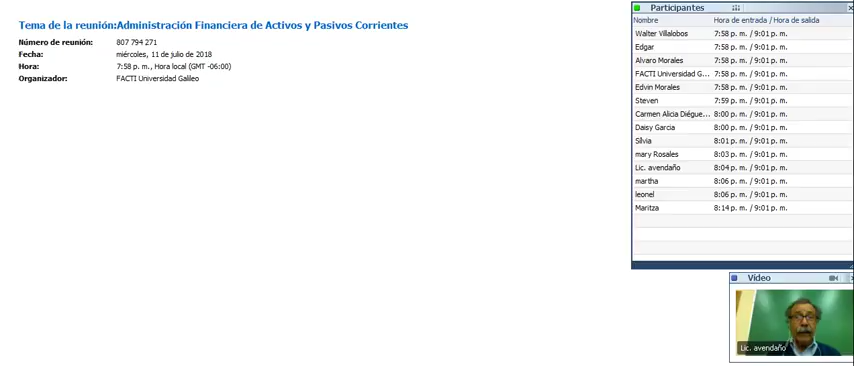 Tema de la reunión:Administración Financiera de Activos y Pasivos Corrientes
Número de reunión: 807 794 271
Fecha: miércoles, 11 de julio de 2018
Hora: 7:58 p. m., Hora local (GMT -06:00)
Organizador: FACTI Universidad Galileo
Participantes
Nombre Hora de entrada / Hora de salida
Walter Villalobos 7:58 p. m. / 9:01 p. m.
Edgar 7:58 p. m. / 9:01 p. m.
Alvaro Morales 7:58 p. m. / 9:01 p. m.
FACTI Universidad G... 7:58 p. m. / 9:01 p. m.
Edvin Morales 7:58 p. m. / 9:01 p. m.
Steven 7:59 p. m. / 9:01 p. m.
Carmen Alicia Diégue... 8:00 p. m. / 9:01 p. m.
Daisy Garcia 8:00 p. m. / 9:01 p. m.
Silvia 8:01 p. m. / 9:01 p. m.
mary Rosales 8:03 p. m. / 9:01 p. m.
Lic. avendaño 8:04 p. m. / 9:01 p. m.
martha 8:06 p. m. / 9:01 p. m.
leonel 8:06 p. m. / 9:01 p. m.
Maritza 8:14 p. m. / 9:01 p. m.
Vídeo
Lic. avendaño